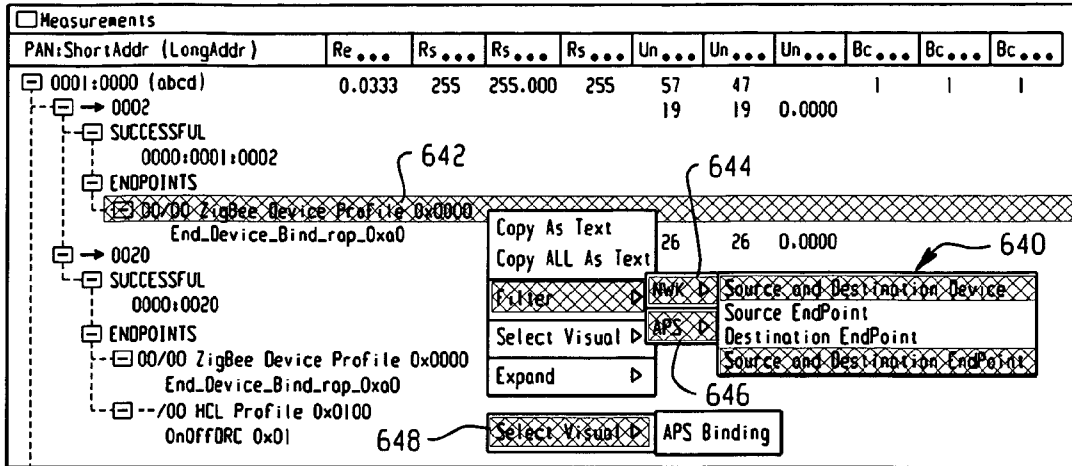 Measurements
PAN:ShortAddr (LongAddr) Re... Rs... Rs... Rs... Un... Un... Un... Bc... Bc... Bc...
0001:0000 (abcd) 0.0333 255 255.000 255 57 47 1 1 1
0002 19 19 0.0000
SUCCESSFUL
0000:0001:0002
642
644
ENDPOINTS
00/00 ZigBee Device Profile 0x0000
End_Device_Bind_rap_0xa0
Copy As Text
Copy ALL As Text
26 26 0.0000
640
0020
SUCCESSFUL
0000:0020
Filter
NWK
Source and Destination Device
Source EndPoint
ENDPOINTS
Select Visual
APS
Destination EndPoint
Source and Destination EndPoint
00/00 ZigBee Device Profile 0x0000
End_Device_Bind_rap_0xa0
Expand
646
--/00 HCL Profile 0x0100
OnOffDRC 0x01
648
Select Visual
APS Binding